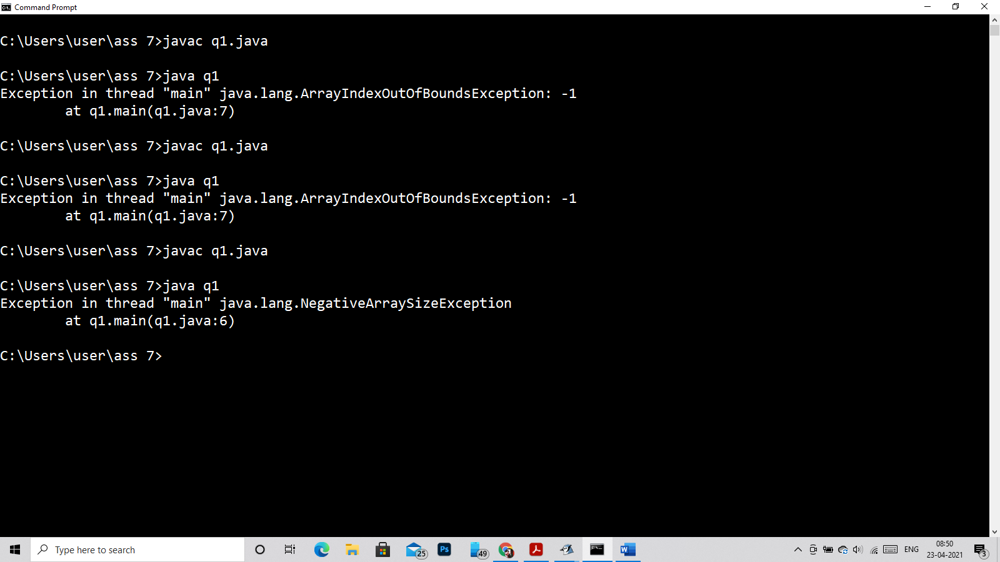 Command Prompt
C:\Users\user\ass 7>javac q1.java
C:\Users\user\ass 7>java q1
Exception in thread "main" java.lang.ArrayIndexOutOfBoundsException: -1
        at q1.main(q1.java:7)
C:\Users\user\ass 7>javac q1.java
C:\Users\user\ass 7>java q1
Exception in thread "main" java.lang.ArrayIndexOutOfBoundsException: -1
        at q1.main(q1.java:7)
C:\Users\user\ass 7>javac q1.java
C:\Users\user\ass 7>java q1
Exception in thread "main" java.lang.NegativeArraySizeException
        at q1.main(q1.java:6)
C:\Users\user\ass 7>
Type here to search
25
Ps
49
W
ENG
08:50
23-04-2021
3